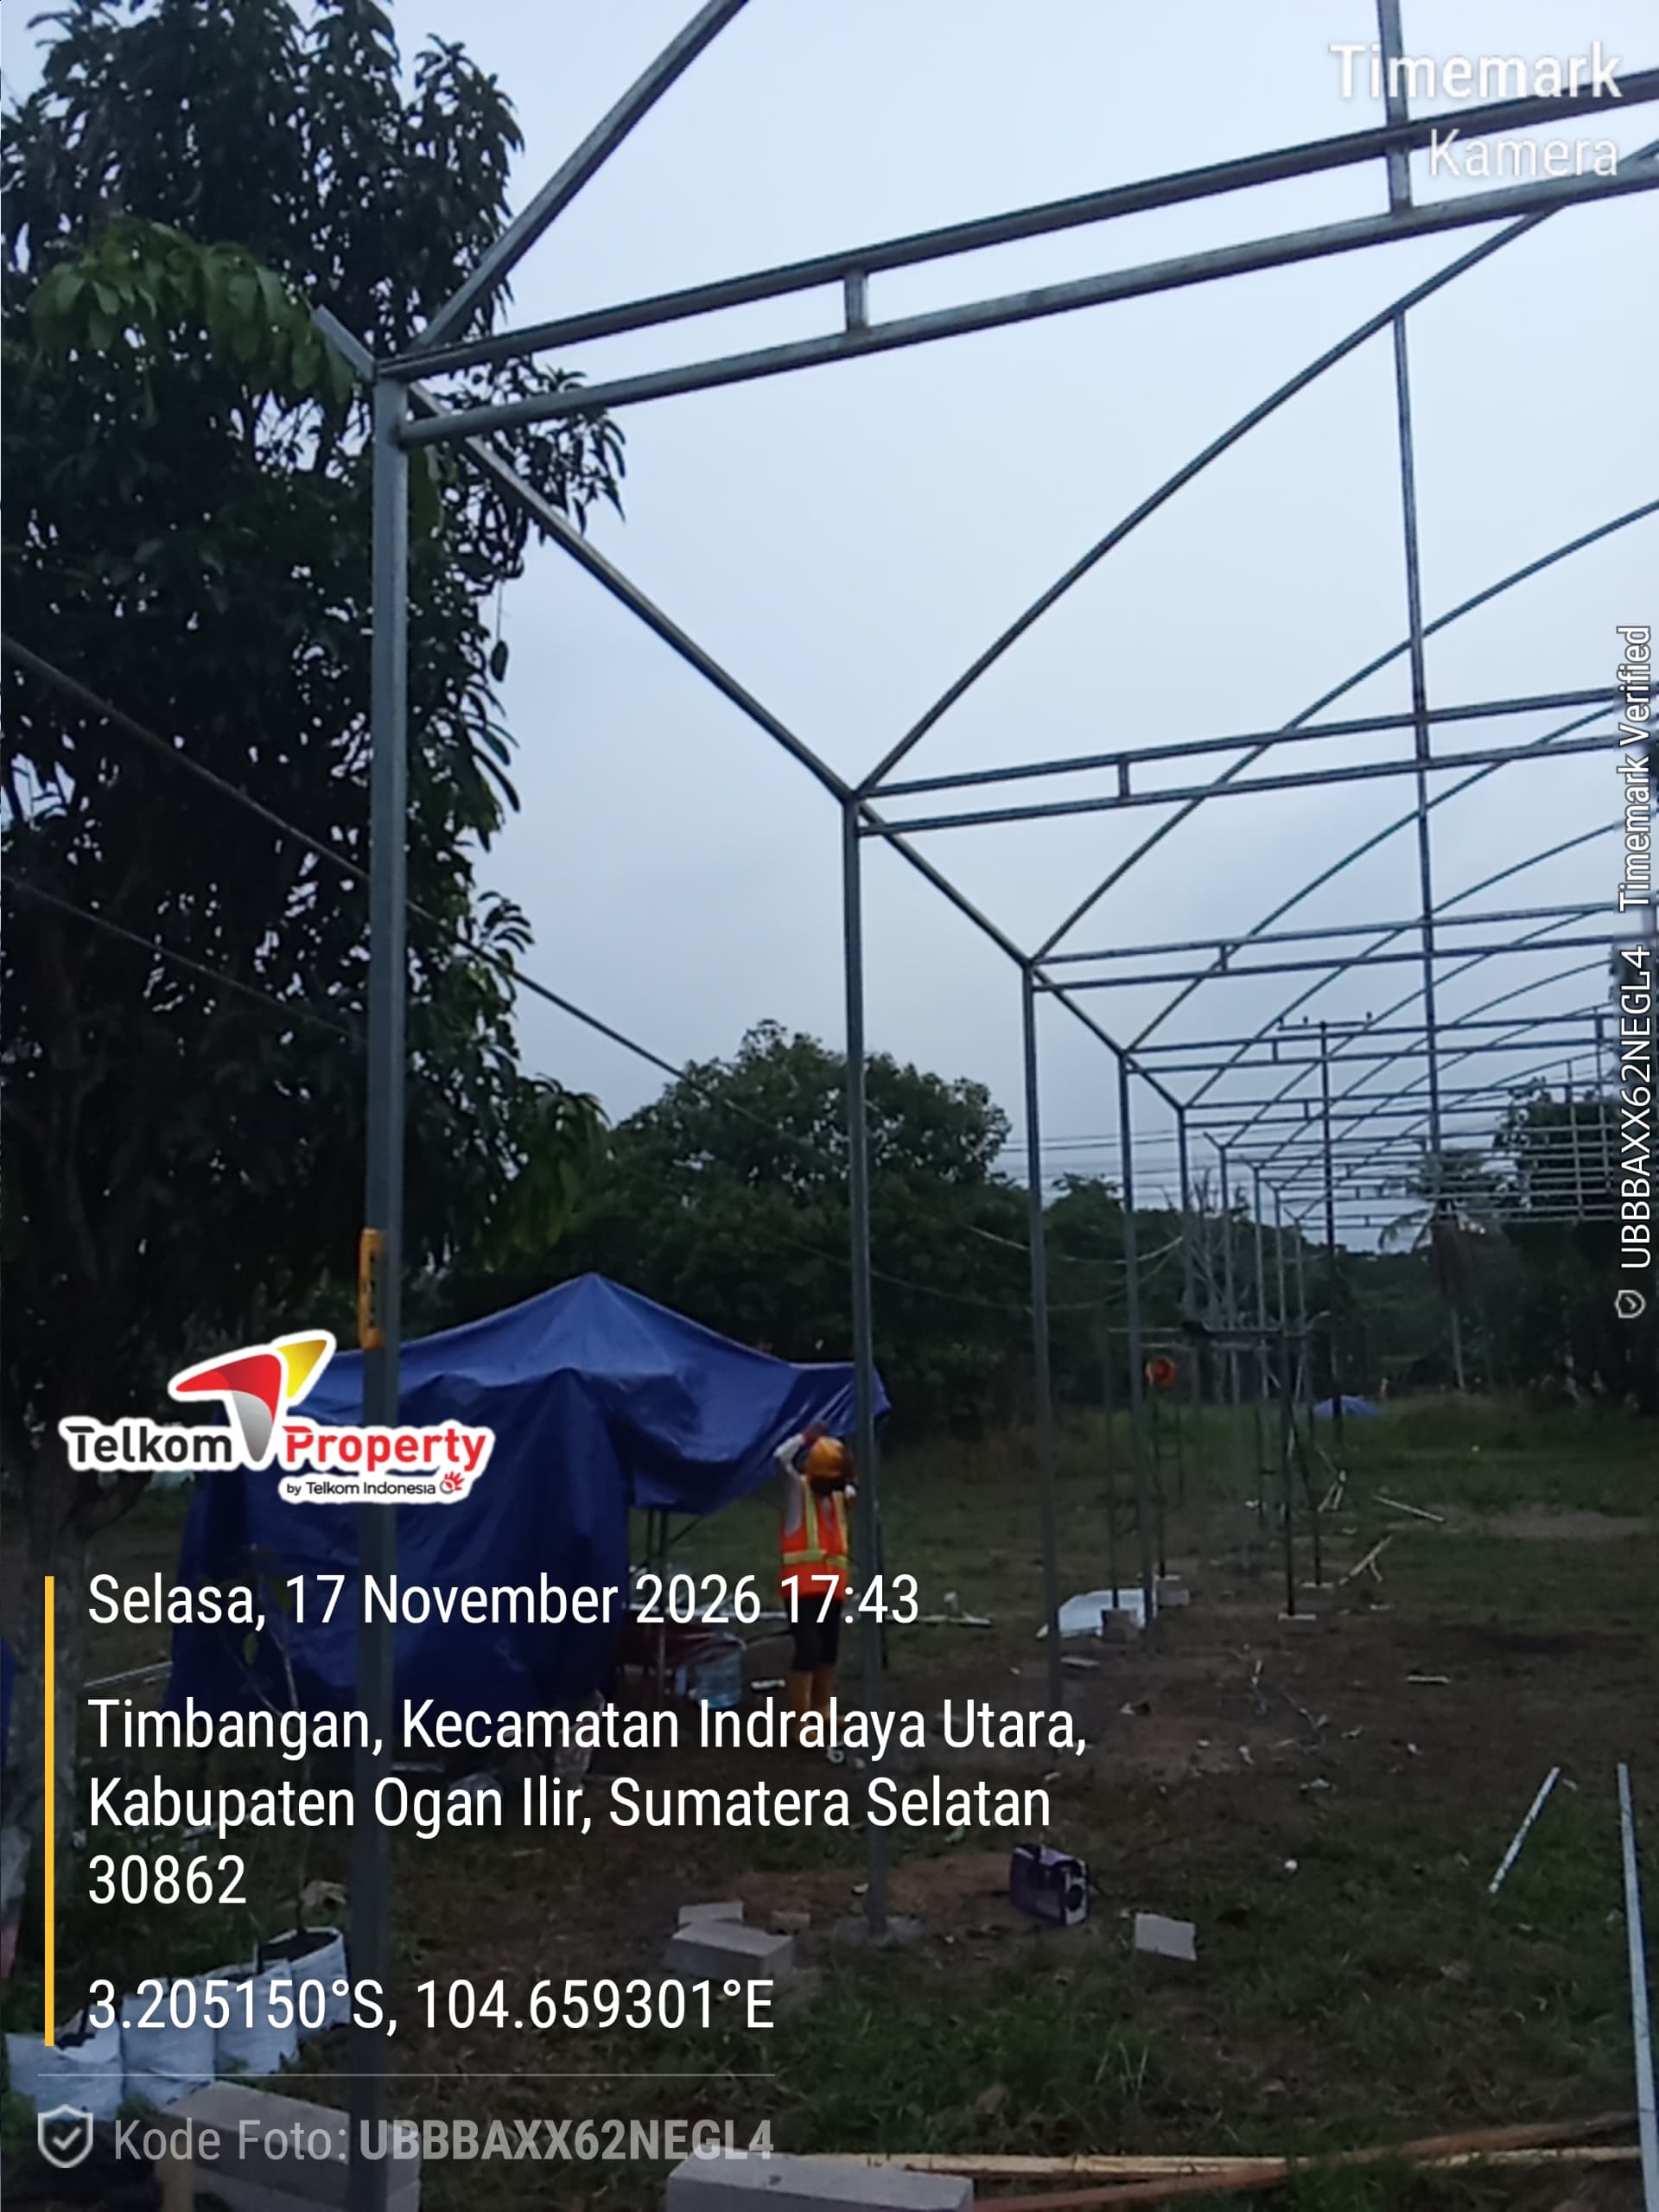 Timemark
Kamera
UBBBAXX62NEGL4 Timemark Verified
Telkom Property
by Telkom Indonesia
Selasa, 17 November 2026 17:43
Timbangan, Kecamatan Indralaya Utara,
Kabupaten Ogan Ilir, Sumatera Selatan
30862
3.205150°S, 104.659301°E
Kode Foto: UBBBAXX62NEGL4